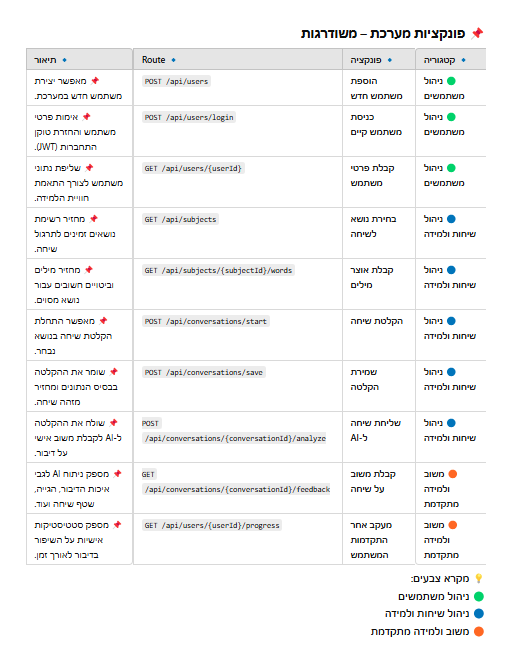 📌 פונקציות מערכת – משודרגות
🔹 קטגוריה 🔹 פונקציה 🔹 Route 🔹 תיאור
🟢 ניהול
משתמשים
הוספת
משתמש חדש
POST /api/users
📌 מאפשר יצירת
משתמש חדש במערכת.
🟢 ניהול
משתמשים
כניסת
משתמש קיים
POST /api/users/login
📌 אימות פרטי
משתמש והחזרת טוקן
התחברות (JWT).
🟢 ניהול
משתמשים
קבלת פרטי
משתמש
GET /api/users/{userId}
📌 שליפת נתוני
משתמש לצורך התאמת
חוויית הלמידה.
🔵 ניהול
שיחות ולמידה
בחירת נושא
לשיחה
GET /api/subjects
📌 מחזיר רשימת
נושאים זמינים לתרגול
שיחה.
🔵 ניהול
שיחות ולמידה
קבלת אוצר
מילים
GET /api/subjects/{subjectId}/words
📌 מחזיר מילים
וביטויים חשובים עבור
נושא מסוים.
🔵 ניהול
שיחות ולמידה
הקלטת שיחה
POST /api/conversations/start
📌 מאפשר התחלת
הקלטת שיחה בנושא
נבחר.
🔵 ניהול
שיחות ולמידה
שמירת
הקלטה
POST /api/conversations/save
📌 שומר את ההקלטה
בבסיס הנתונים ומחזיר
מזהה שיחה.
🔵 ניהול
שיחות ולמידה
שליחת שיחה
ל-AI
POST
/api/conversations/{conversationId}/analyze
📌 שולח את ההקלטה
ל-AI לקבלת משוב אישי
על דיבור.
🟠 משוב
ולמידה
מתקדמת
קבלת משוב
על שיחה
GET
/api/conversations/{conversationId}/feedback
📌 מספק ניתוח AI לגבי
איכות הדיבור, הגייה,
שטף שיחה ועוד.
🟠 משוב
ולמידה
מתקדמת
מעקב אחר
התקדמות
המשתמש
GET /api/users/{userId}/progress
📌 מספק סטטיסטיקות
אישיות על השיפור
בדיבור לאורך זמן.
💡 מקרא צבעים:
🟢 ניהול משתמשים
🔵 ניהול שיחות ולמידה
🟠 משוב ולמידה מתקדמת